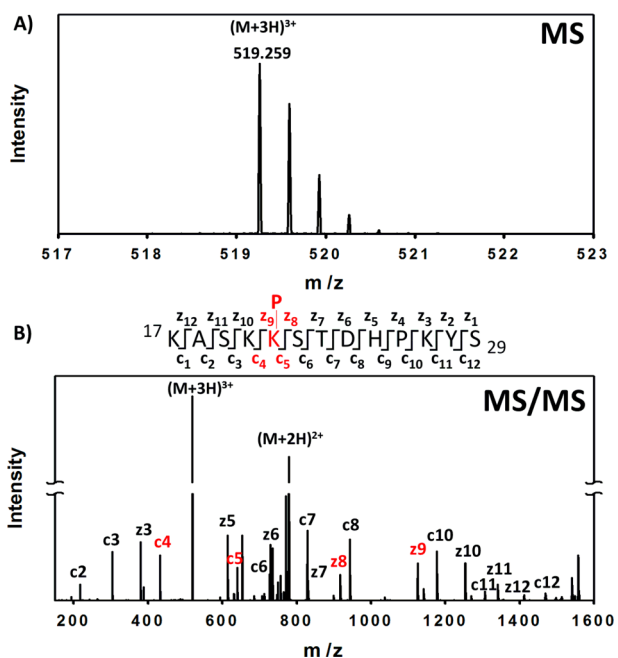 A)
MS
(M+3H)³⁺
519.259
Intensity
517 518 519 520 521 522 523
m /z
P
z₁₂ z₁₁ z₁₀ z₉ z₈ z₇ z₆ z₅ z₄ z₃ z₂ z₁
B)
17 K A S K K S T D H P K Y S 29
c₁ c₂ c₃ c₄ c₅ c₆ c₇ c₈ c₉ c₁₀ c₁₁ c₁₂
(M+3H)³⁺
MS/MS
(M+2H)²⁺
Intensity
c2 c3 z3 c4 z5 c5 c6 z6 c7 z7 c8 z8 z9 c10 z10 c11 z11 z12 c12
200 400 600 800 1000 1200 1400 1600
m /z